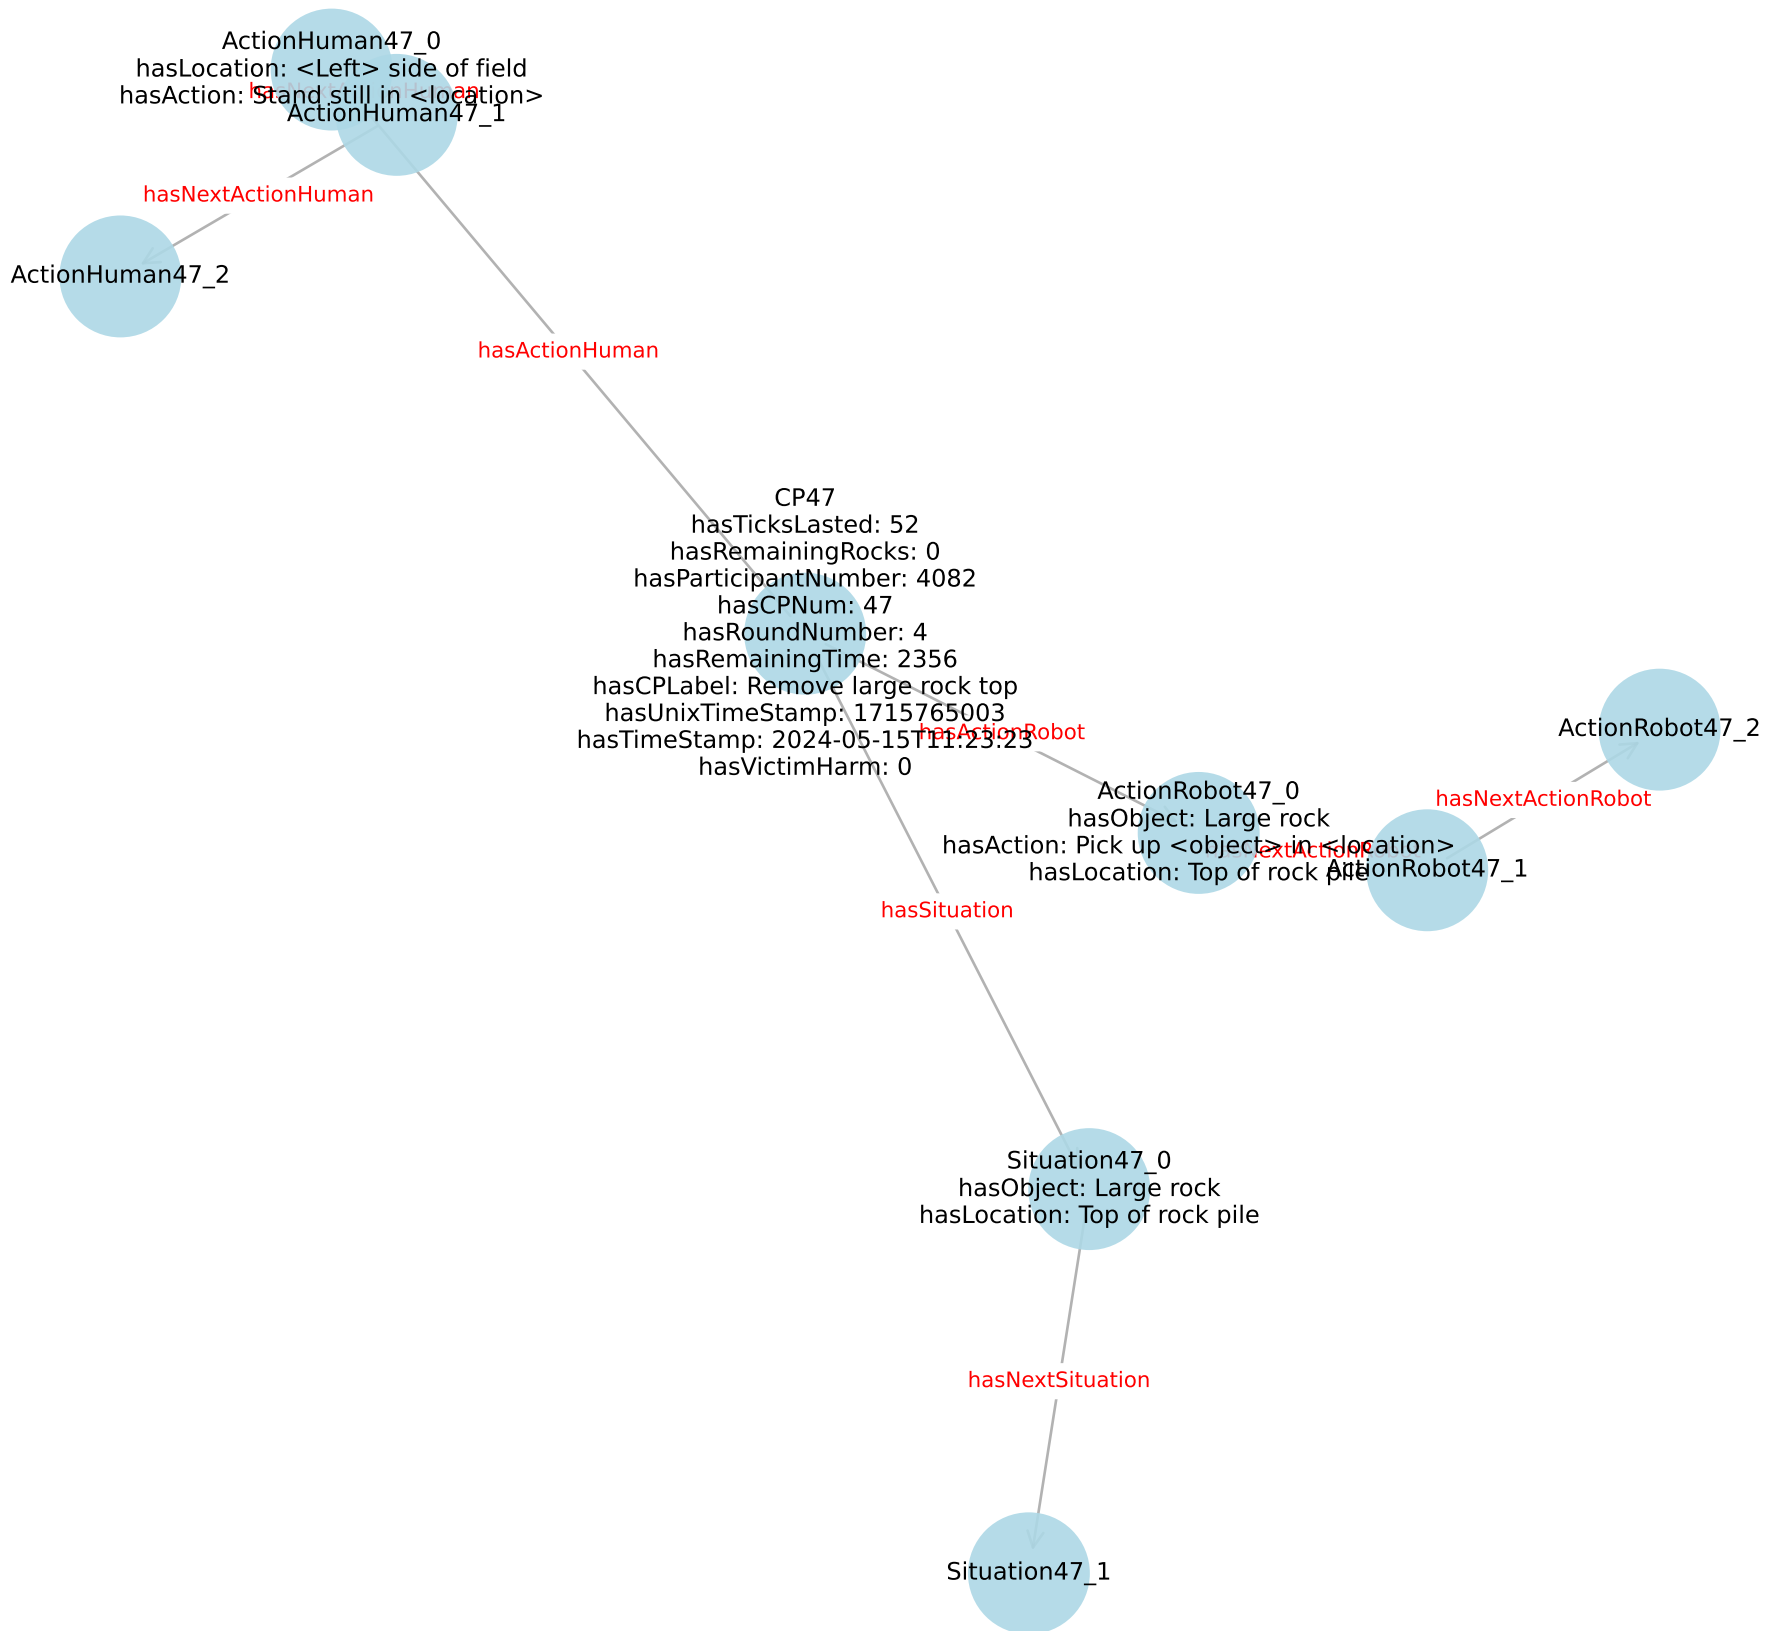 ActionHuman47_0
hasLocation: <Left> side of field
hasAction: Stand still in <location>
ActionHuman47_1
hasNextActionHuman
ActionHuman47_2
hasActionHuman
CP47
hasTicksLasted: 52
hasRemainingRocks: 0
hasParticipantNumber: 4082
hasCPNum: 47
hasRoundNumber: 4
hasRemainingTime: 2356
hasCPLabel: Remove large rock top
hasUnixTimeStamp: 1715765003
hasTimeStamp: 2024-05-15T11:23:23
hasVictimHarm: 0
hasActionRobot
ActionRobot47_2
hasNextActionRobot
ActionRobot47_0
hasObject: Large rock
hasAction: Pick up <object> in <location>
hasLocation: Top of rock pile
ActionRobot47_1
hasSituation
Situation47_0
hasObject: Large rock
hasLocation: Top of rock pile
hasNextSituation
Situation47_1